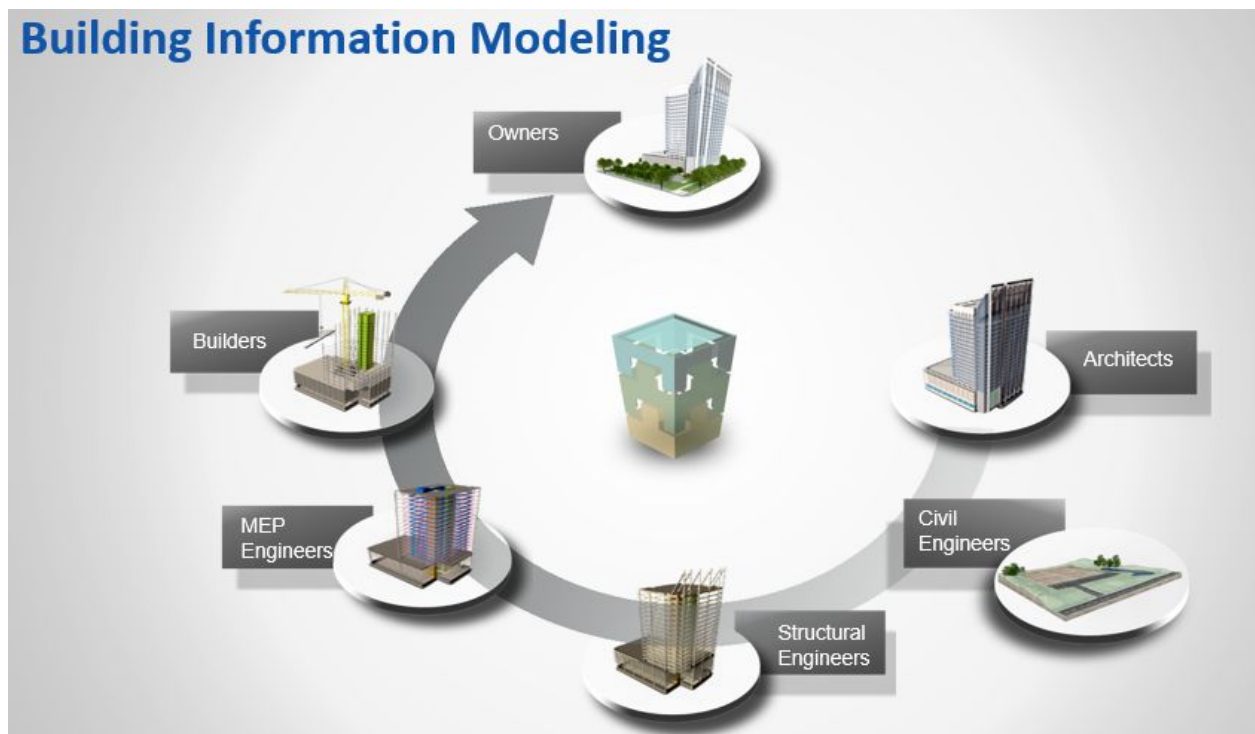 Building Information Modeling
Owners
Builders
Architects
MEP
Engineers
Civil
Engineers
Structural
Engineers